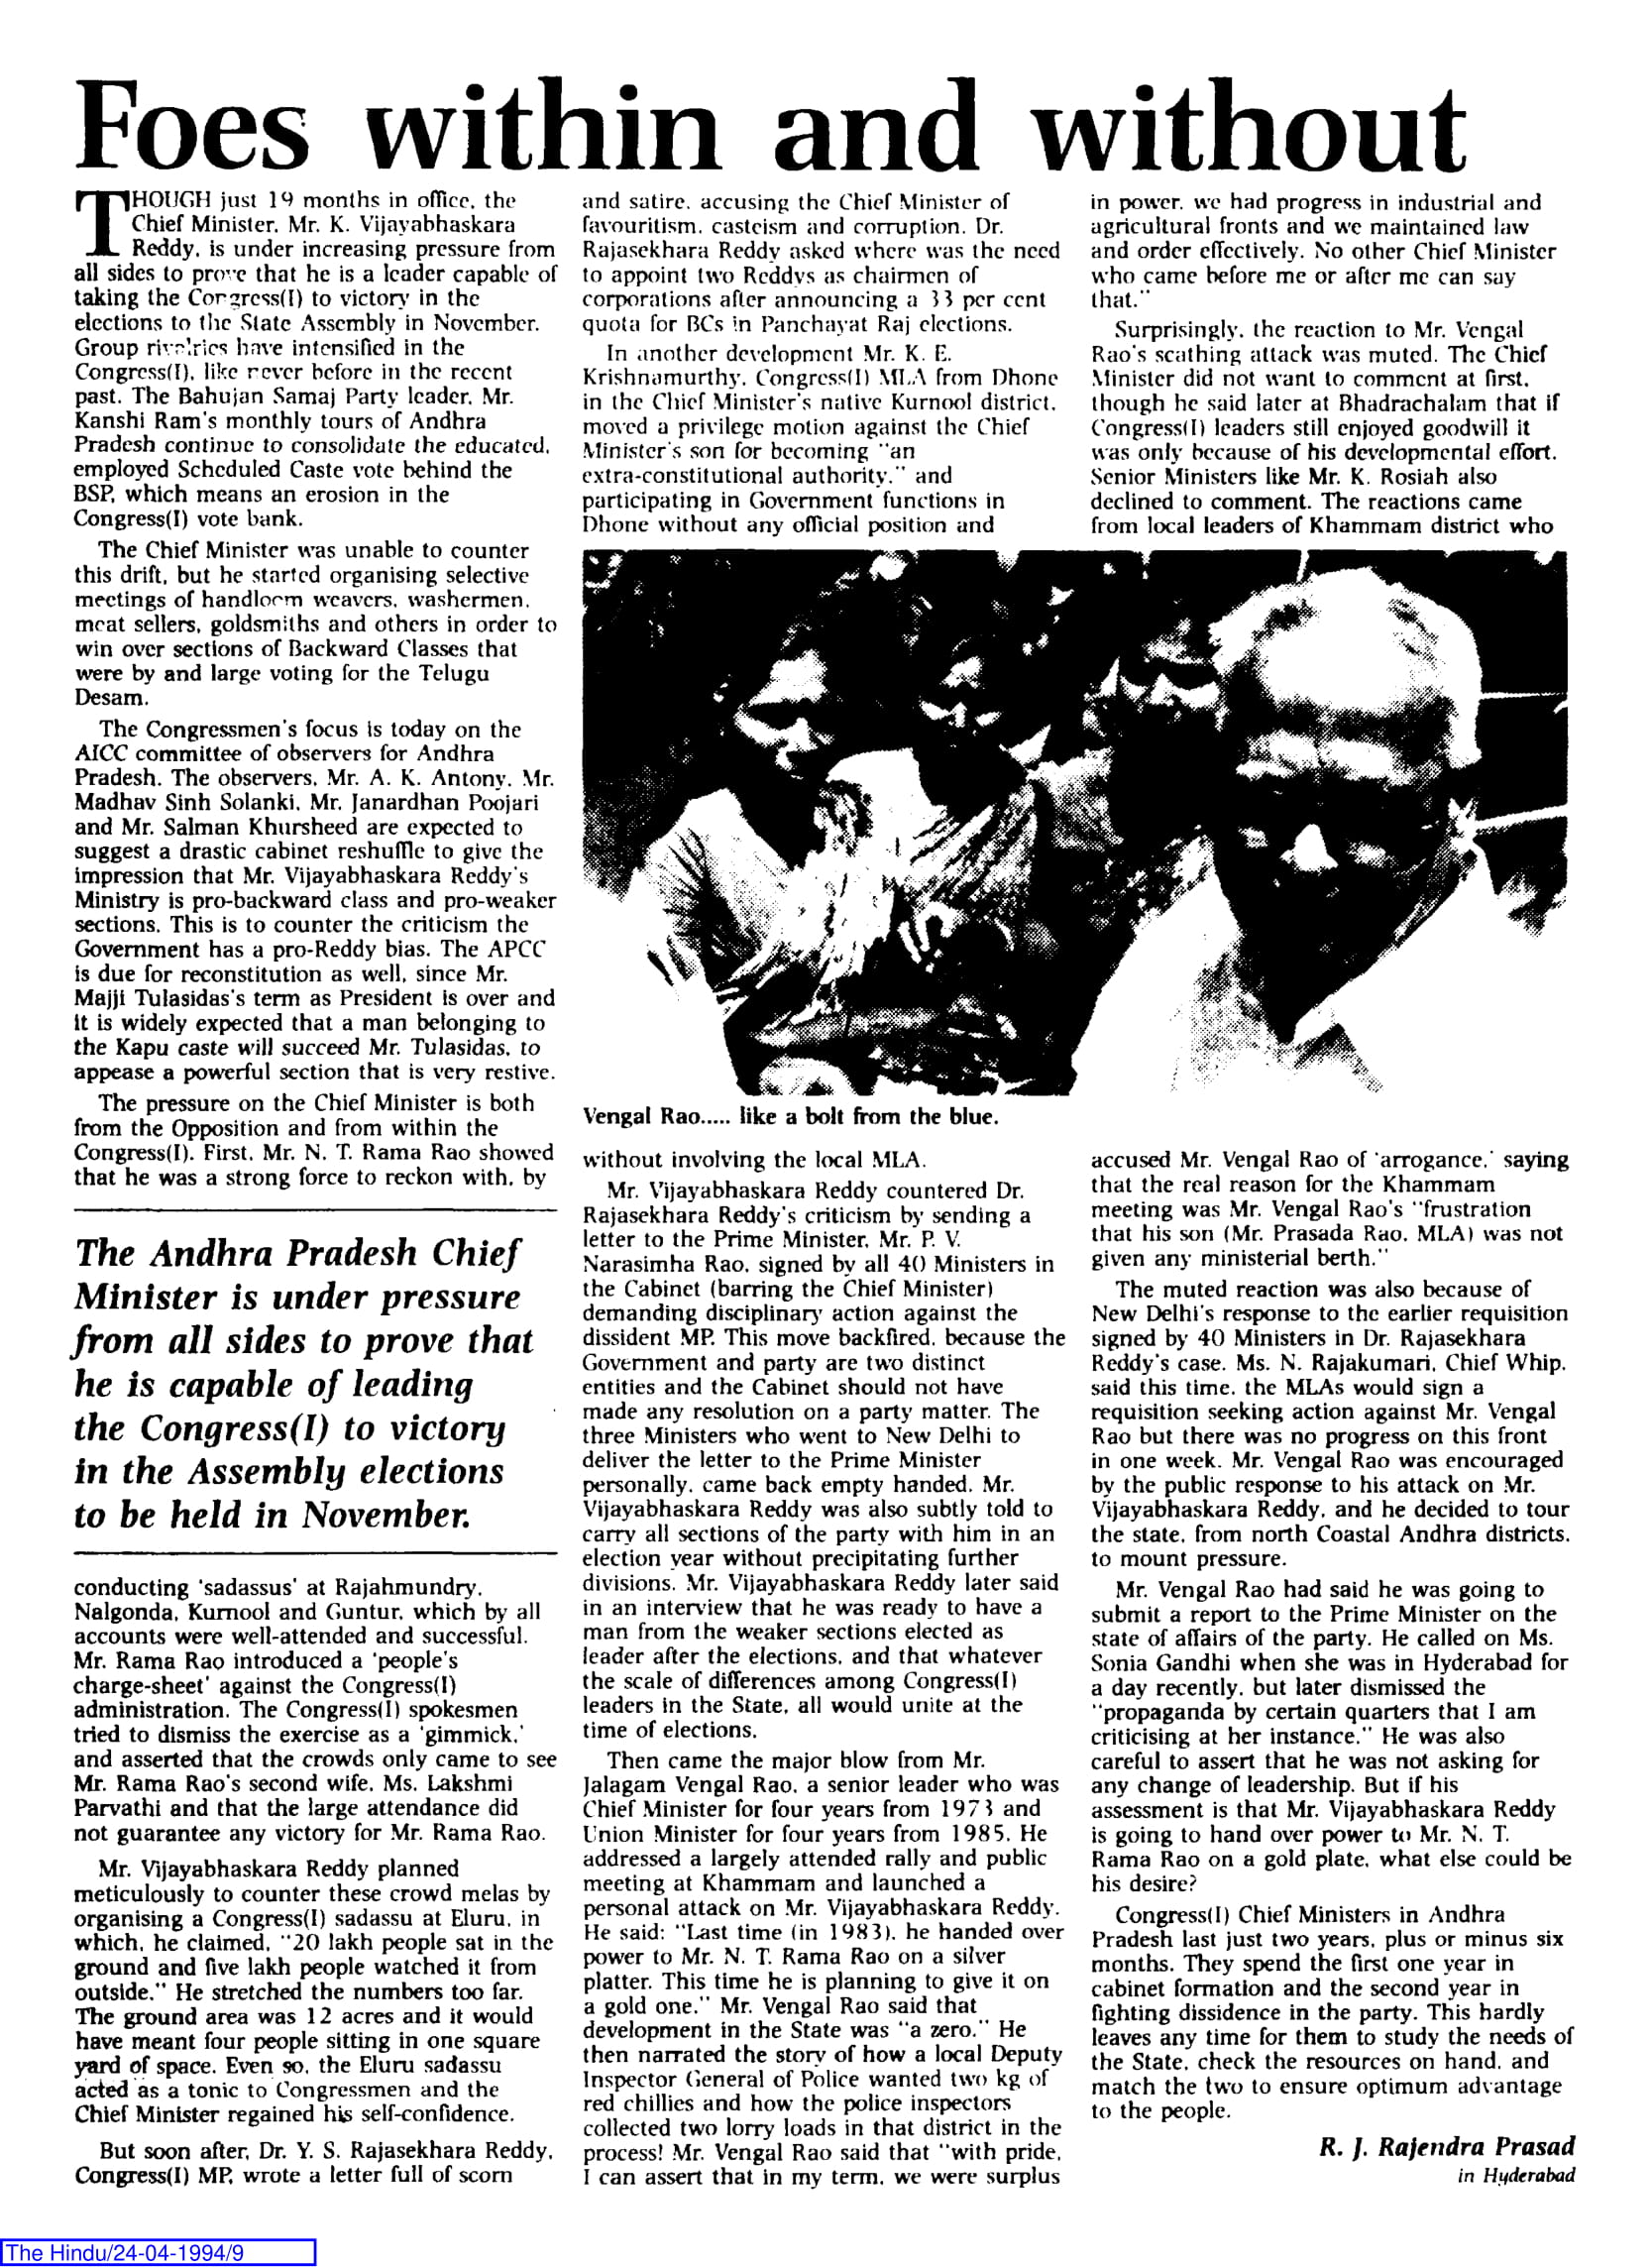 Foes within and without
THOUGH just 19 months in office, the
Chief Minister, Mr. K. Vijayabhaskara
Reddy, is under increasing pressure from
all sides to prove that he is a leader capable of
taking the Congress(I) to victory in the
elections to the State Assembly in November.
Group rivalries have intensified in the
Congress(I), like never before in the recent
past. The Bahujan Samaj Party leader, Mr.
Kanshi Ram's monthly tours of Andhra
Pradesh continue to consolidate the educated,
employed Scheduled Caste vote behind the
BSP, which means an erosion in the
Congress(I) vote bank.
The Chief Minister was unable to counter
this drift, but he started organising selective
meetings of handloom weavers, washermen,
meat sellers, goldsmiths and others in order to
win over sections of Backward Classes that
were by and large voting for the Telugu
Desam.
The Congressmen's focus is today on the
AICC committee of observers for Andhra
Pradesh. The observers, Mr. A. K. Antony, Mr.
Madhav Sinh Solanki, Mr. Janardhan Poojari
and Mr. Salman Khursheed are expected to
suggest a drastic cabinet reshuffle to give the
impression that Mr. Vijayabhaskara Reddy's
Ministry is pro-backward class and pro-weaker
sections. This is to counter the criticism the
Government has a pro-Reddy bias. The APCC
is due for reconstitution as well, since Mr.
Majji Tulasidas's term as President is over and
it is widely expected that a man belonging to
the Kapu caste will succeed Mr. Tulasidas, to
appease a powerful section that is very restive.
The pressure on the Chief Minister is both
from the Opposition and from within the
Congress(I). First, Mr. N. T. Rama Rao showed
that he was a strong force to reckon with, by
The Andhra Pradesh Chief
Minister is under pressure
from all sides to prove that
he is capable of leading
the Congress(I) to victory
in the Assembly elections
to be held in November.
conducting 'sadassus' at Rajahmundry,
Nalgonda, Kurnool and Guntur, which by all
accounts were well-attended and successful.
Mr. Rama Rao introduced a 'people's
charge-sheet' against the Congress(I)
administration. The Congress(I) spokesmen
tried to dismiss the exercise as a 'gimmick,'
and asserted that the crowds only came to see
Mr. Rama Rao's second wife, Ms. Lakshmi
Parvathi and that the large attendance did
not guarantee any victory for Mr. Rama Rao.
Mr. Vijayabhaskara Reddy planned
meticulously to counter these crowd melas by
organising a Congress(I) sadassu at Eluru, in
which, he claimed, "20 lakh people sat in the
ground and five lakh people watched it from
outside." He stretched the numbers too far.
The ground area was 12 acres and it would
have meant four people sitting in one square
yard of space. Even so, the Eluru sadassu
acted as a tonic to Congressmen and the
Chief Minister regained his self-confidence.
But soon after, Dr. Y. S. Rajasekhara Reddy,
Congress(I) MP, wrote a letter full of scorn
and satire, accusing the Chief Minister of
favouritism, casteism and corruption. Dr.
Rajasekhara Reddy asked where was the need
to appoint two Reddys as chairmen of
corporations after announcing a 33 per cent
quota for BCs in Panchayat Raj elections.
In another development Mr. K. E.
Krishnamurthy, Congress(I) MLA from Dhone
in the Chief Minister's native Kurnool district,
moved a privilege motion against the Chief
Minister's son for becoming "an
extra-constitutional authority," and
participating in Government functions in
Dhone without any official position and
Vengal Rao..... like a bolt from the blue.
without involving the local MLA.
Mr. Vijayabhaskara Reddy countered Dr.
Rajasekhara Reddy's criticism by sending a
letter to the Prime Minister, Mr. P. V.
Narasimha Rao, signed by all 40 Ministers in
the Cabinet (barring the Chief Minister)
demanding disciplinary action against the
dissident MP. This move backfired, because the
Government and party are two distinct
entities and the Cabinet should not have
made any resolution on a party matter. The
three Ministers who went to New Delhi to
deliver the letter to the Prime Minister
personally, came back empty handed. Mr.
Vijayabhaskara Reddy was also subtly told to
carry all sections of the party with him in an
election year without precipitating further
divisions. Mr. Vijayabhaskara Reddy later said
in an interview that he was ready to have a
man from the weaker sections elected as
leader after the elections, and that whatever
the scale of differences among Congress(I)
leaders in the State, all would unite at the
time of elections.
Then came the major blow from Mr.
Jalagam Vengal Rao, a senior leader who was
Chief Minister for four years from 1973 and
Union Minister for four years from 1985. He
addressed a largely attended rally and public
meeting at Khammam and launched a
personal attack on Mr. Vijayabhaskara Reddy.
He said: "Last time (in 1983), he handed over
power to Mr. N. T. Rama Rao on a silver
platter. This time he is planning to give it on
a gold one." Mr. Vengal Rao said that
development in the State was "a zero." He
then narrated the story of how a local Deputy
Inspector General of Police wanted two kg of
red chillies and how the police inspectors
collected two lorry loads in that district in the
process! Mr. Vengal Rao said that "with pride,
I can assert that in my term, we were surplus
in power, we had progress in industrial and
agricultural fronts and we maintained law
and order effectively. No other Chief Minister
who came before me or after me can say
that."
Surprisingly, the reaction to Mr. Vengal
Rao's scathing attack was muted. The Chief
Minister did not want to comment at first,
though he said later at Bhadrachalam that if
Congress(I) leaders still enjoyed goodwill it
was only because of his developmental effort.
Senior Ministers like Mr. K. Rosiah also
declined to comment. The reactions came
from local leaders of Khammam district who
accused Mr. Vengal Rao of 'arrogance,' saying
that the real reason for the Khammam
meeting was Mr. Vengal Rao's "frustration
that his son (Mr. Prasada Rao, MLA) was not
given any ministerial berth."
The muted reaction was also because of
New Delhi's response to the earlier requisition
signed by 40 Ministers in Dr. Rajasekhara
Reddy's case. Ms. N. Rajakumari, Chief Whip,
said this time, the MLAs would sign a
requisition seeking action against Mr. Vengal
Rao but there was no progress on this front
in one week. Mr. Vengal Rao was encouraged
by the public response to his attack on Mr.
Vijayabhaskara Reddy, and he decided to tour
the state, from north Coastal Andhra districts,
to mount pressure.
Mr. Vengal Rao had said he was going to
submit a report to the Prime Minister on the
state of affairs of the party. He called on Ms.
Sonia Gandhi when she was in Hyderabad for
a day recently, but later dismissed the
"propaganda by certain quarters that I am
criticising at her instance." He was also
careful to assert that he was not asking for
any change of leadership. But if his
assessment is that Mr. Vijayabhaskara Reddy
is going to hand over power to Mr. N. T.
Rama Rao on a gold plate, what else could be
his desire?
Congress(I) Chief Ministers in Andhra
Pradesh last just two years, plus or minus six
months. They spend the first one year in
cabinet formation and the second year in
fighting dissidence in the party. This hardly
leaves any time for them to study the needs of
the State, check the resources on hand, and
match the two to ensure optimum advantage
to the people.
R. J. Rajendra Prasad
in Hyderabad
The Hindu/24-04-1994/9